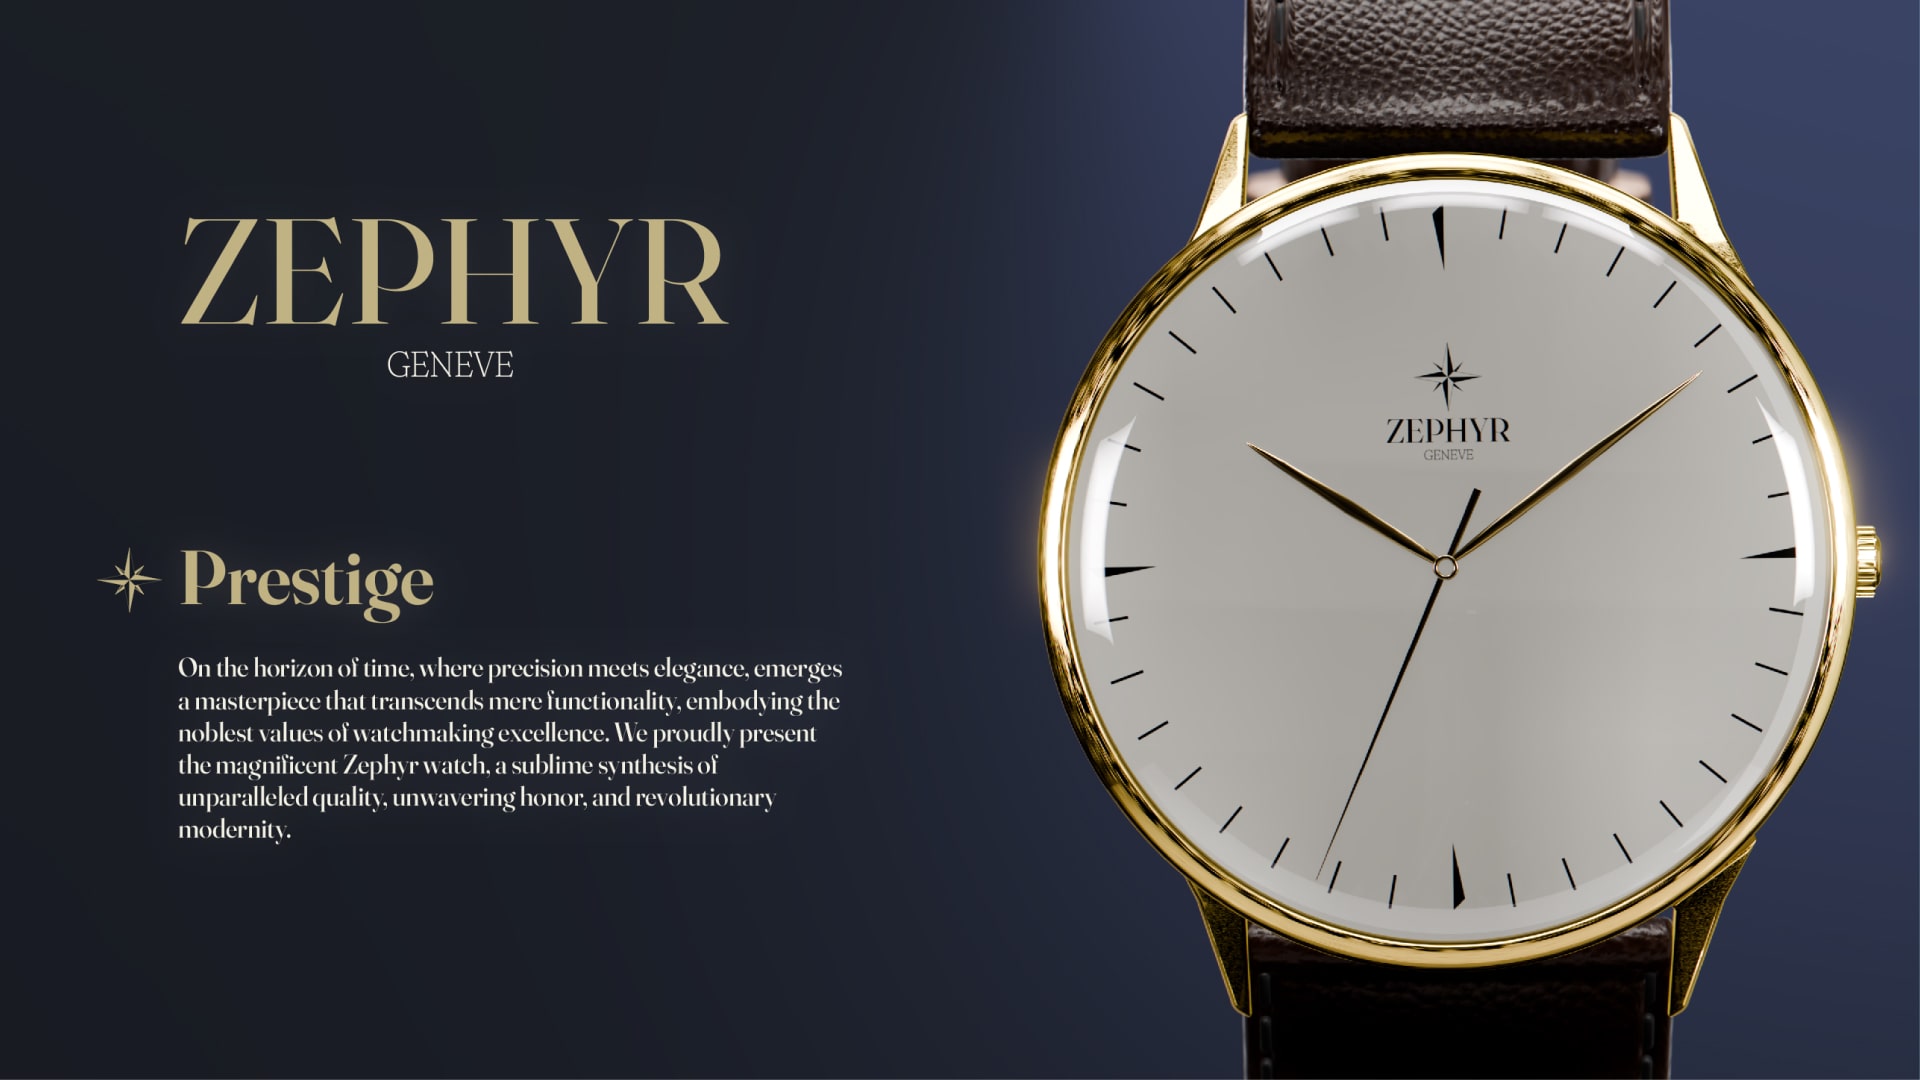 ZEPHYR
GENEVE
Prestige
On the horizon of time, where precision meets elegance, emerges
a masterpiece that transcends mere functionality, embodying the
noblest values of watchmaking excellence. We proudly present
the magnificent Zephyr watch, a sublime synthesis of
unparalleled quality, unwavering honor, and revolutionary
modernity.
ZEPHYR
GENEVE